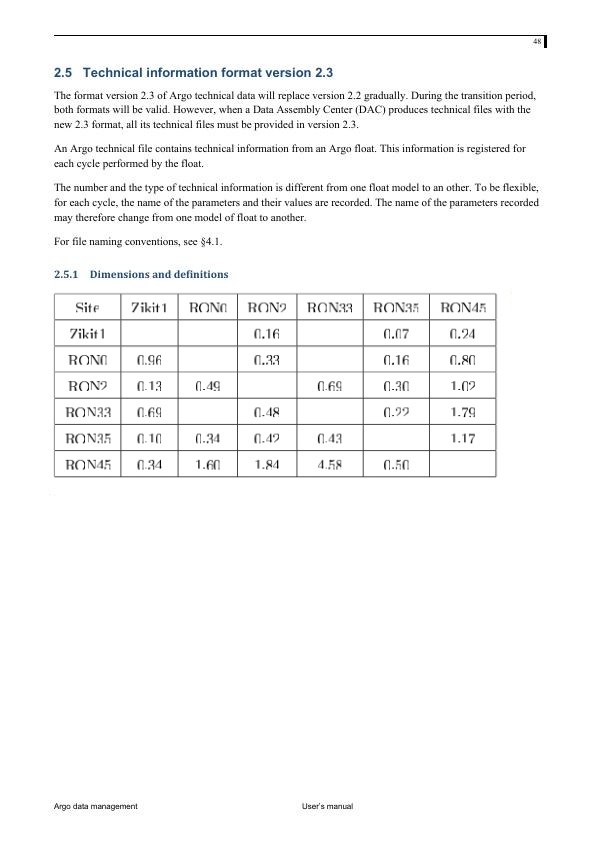 48
2.5 Technical information format version 2.3
The format version 2.3 of Argo technical data will replace version 2.2 gradually. During the transition period,
both formats will be valid. However, when a Data Assembly Center (DAC) produces technical files with the
new 2.3 format, all its technical files must be provided in version 2.3.
An Argo technical file contains technical information from an Argo float. This information is registered for
each cycle performed by the float.
The number and the type of technical information is different from one float model to an other. To be flexible,
for each cycle, the name of the parameters and their values are recorded. The name of the parameters recorded
may therefore change from one model of float to another.
For file naming conventions, see §4.1.
2.5.1 Dimensions and definitions
Site Zikit1 RON0 RON2 RON33 RON35 RON45
Zikit1 0.16 0.07 0.24
RON0 0.96 0.33 0.16 0.80
RON2 0.13 0.49 0.69 0.30 1.02
RON33 0.69 0.48 0.22 1.79
RON35 0.10 0.34 0.42 0.43 1.17
RON45 0.34 1.60 1.84 4.58 0.50
Argo data management User's manual